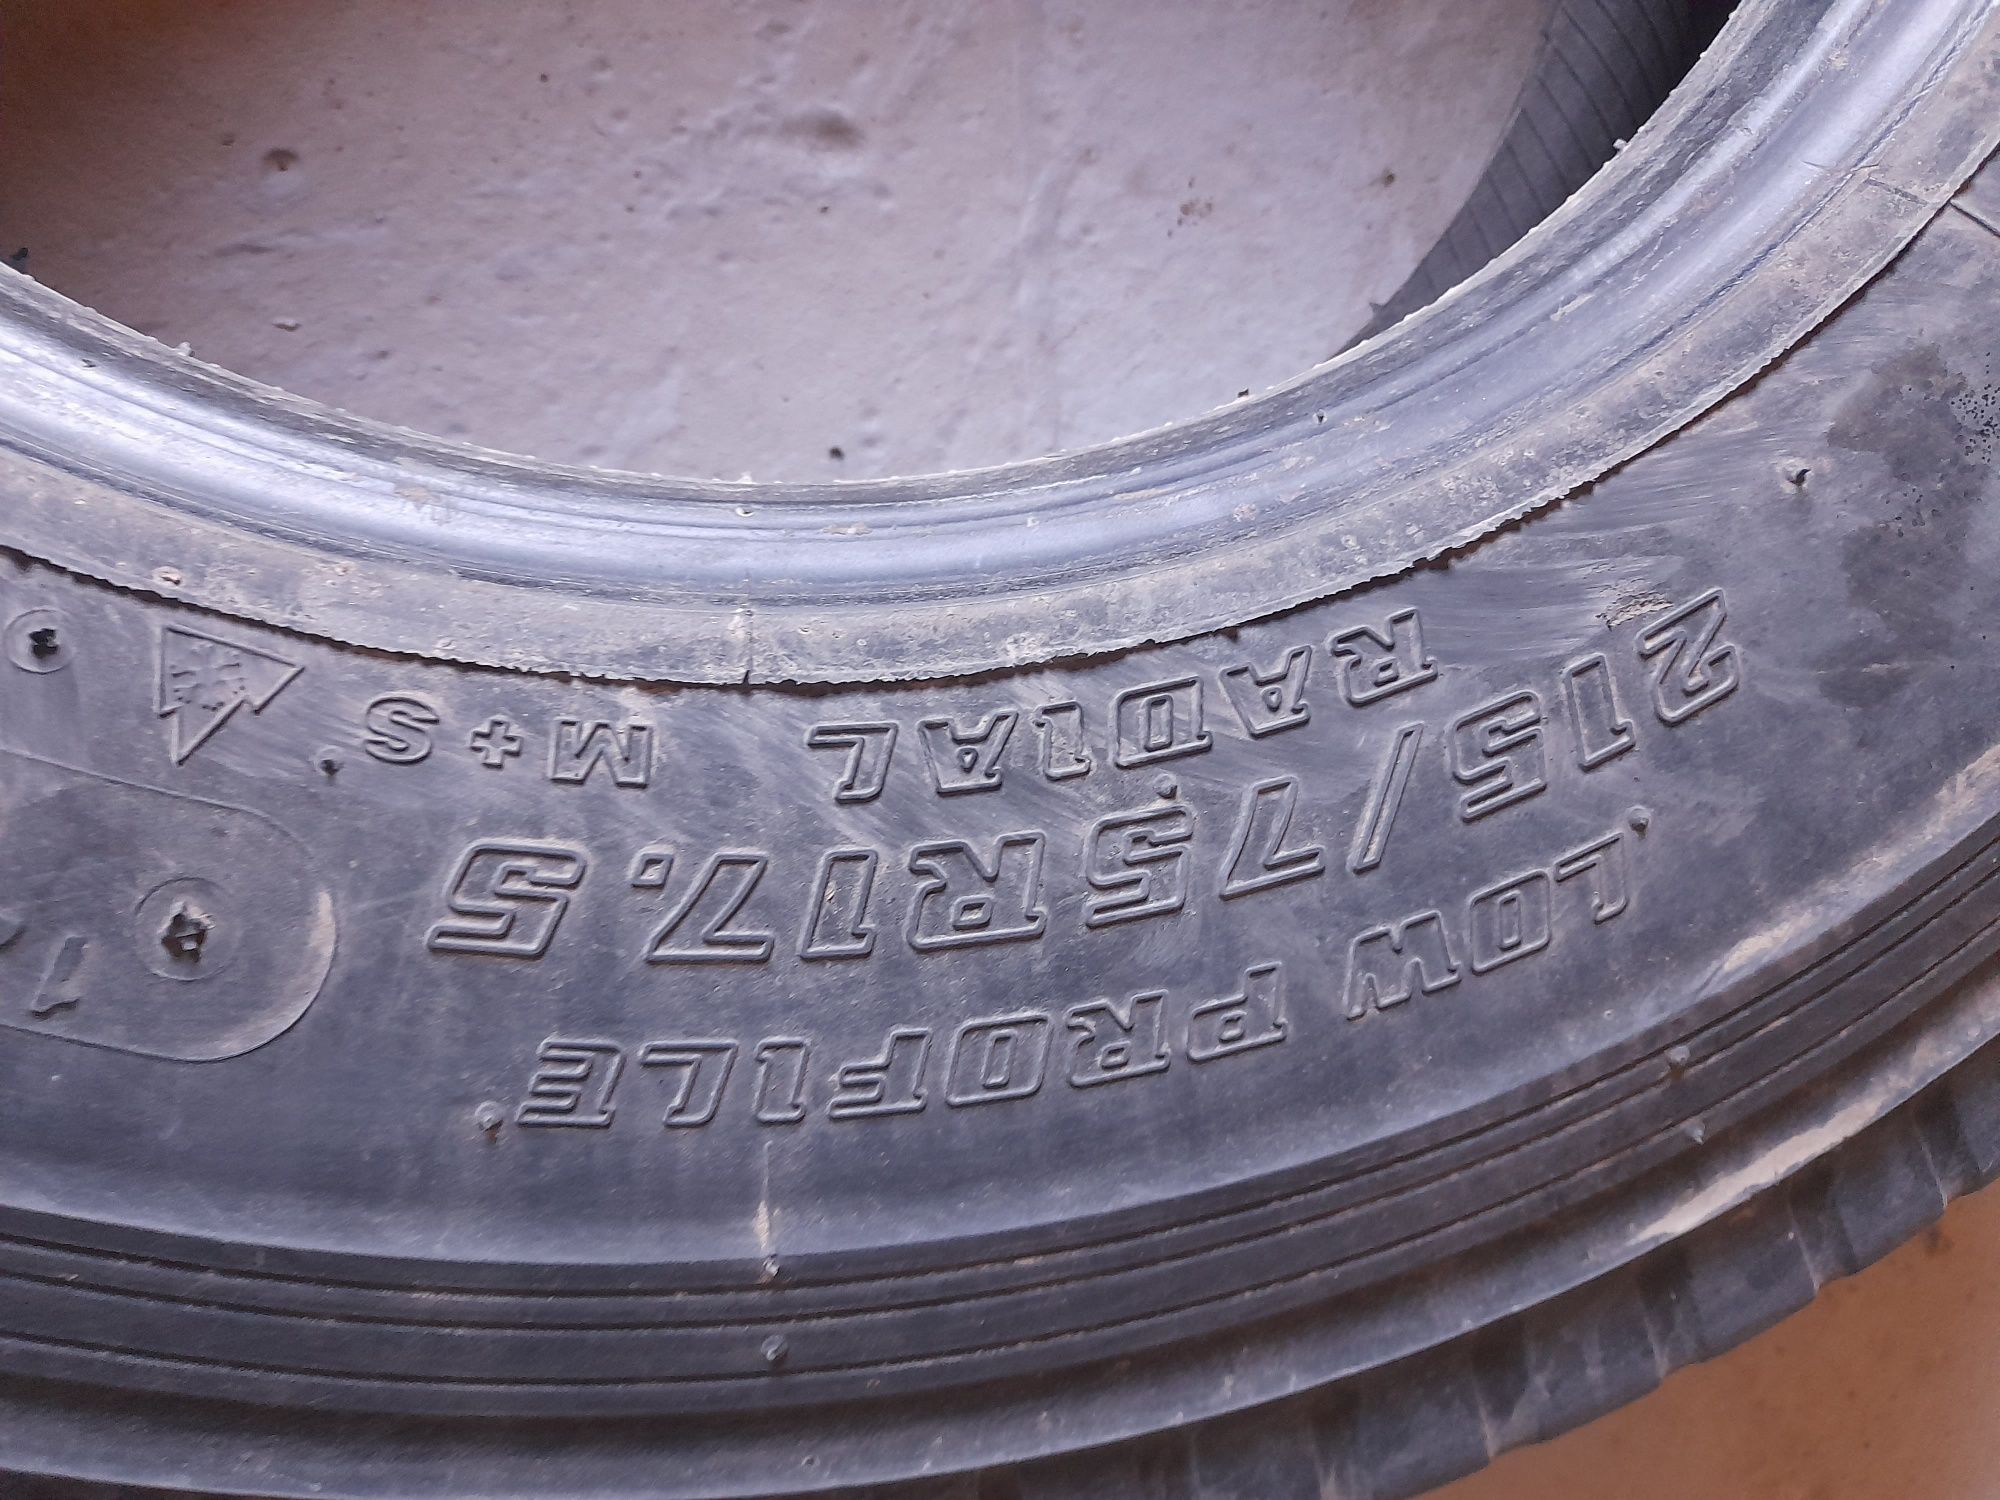 LOW PROFILE
215/75R17.5
RADIAL M+S